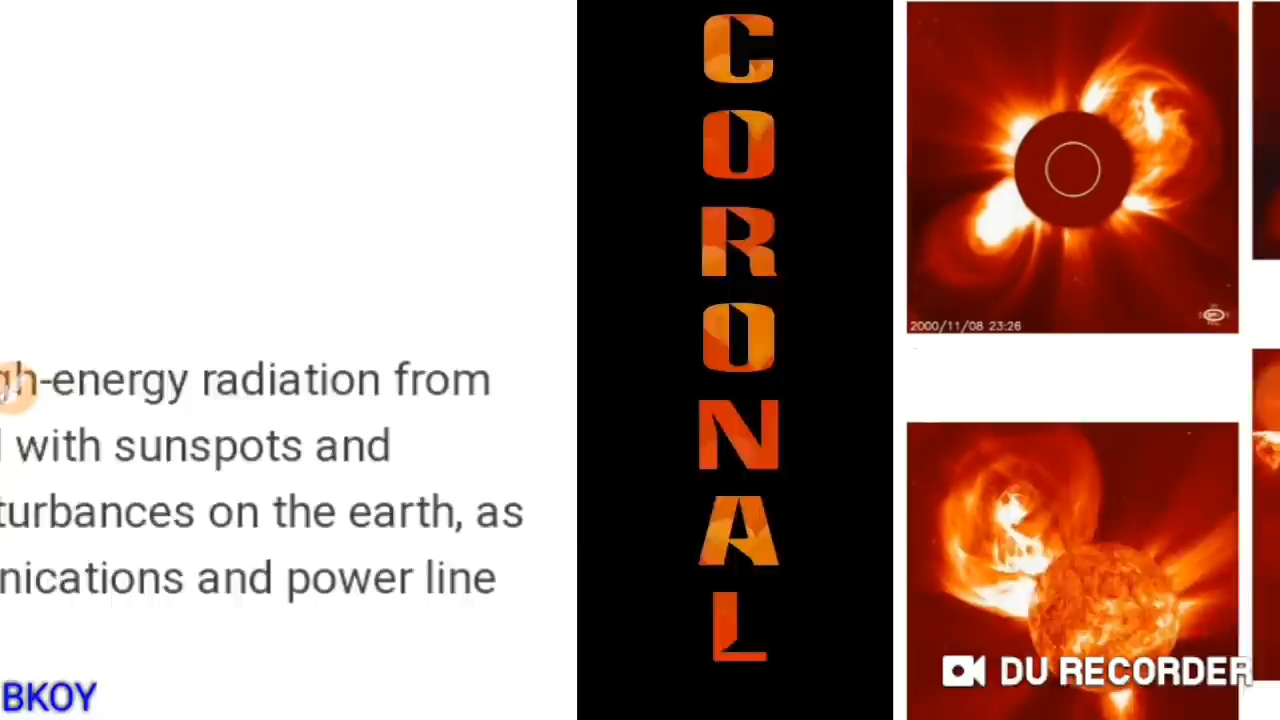 gh-energy radiation from
with sunspots and
turbances on the earth, as
nications and power line
BKOY
C
O
R
O
N
A
L
2000/11/08 23:26
DU RECORDER